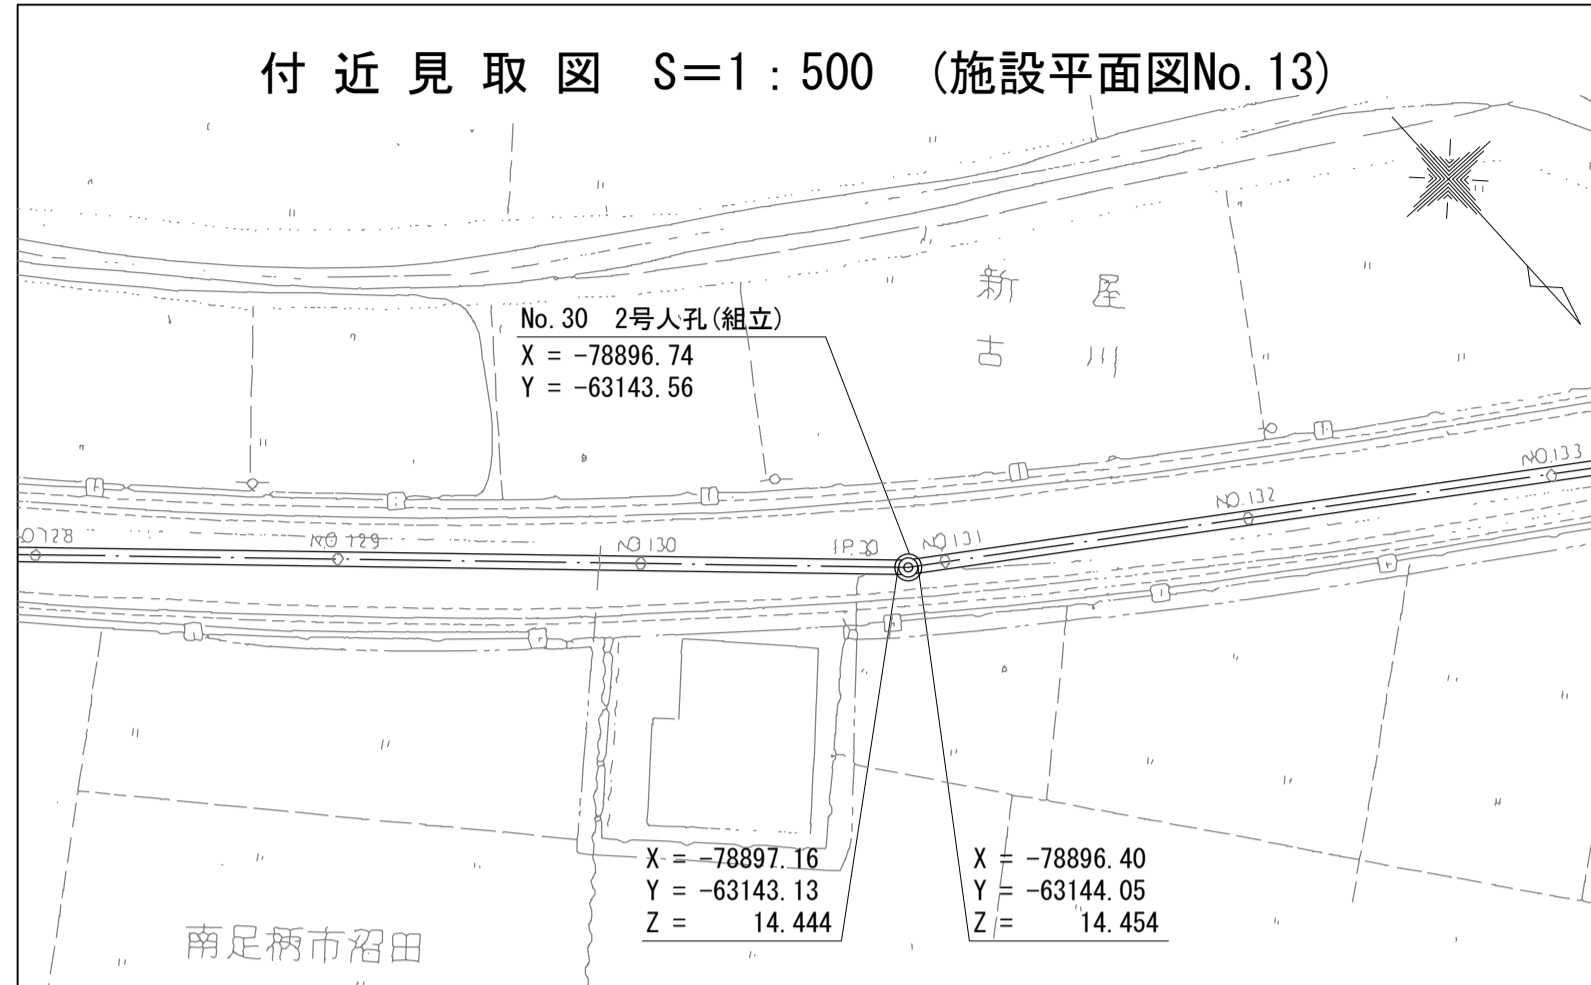 付近見取図 S=1:500 (施設平面図No.13)
新屋
古川
No.30 2号人孔(組立)
X = -78896.74
Y = -63143.56
NO.133
NO.132
NO.131
IP.30
NO.130
NO.129
O.128
X = -78897.16
Y = -63143.13
Z = 14.444
X = -78896.40
Y = -63144.05
Z = 14.454
南足柄市沼田